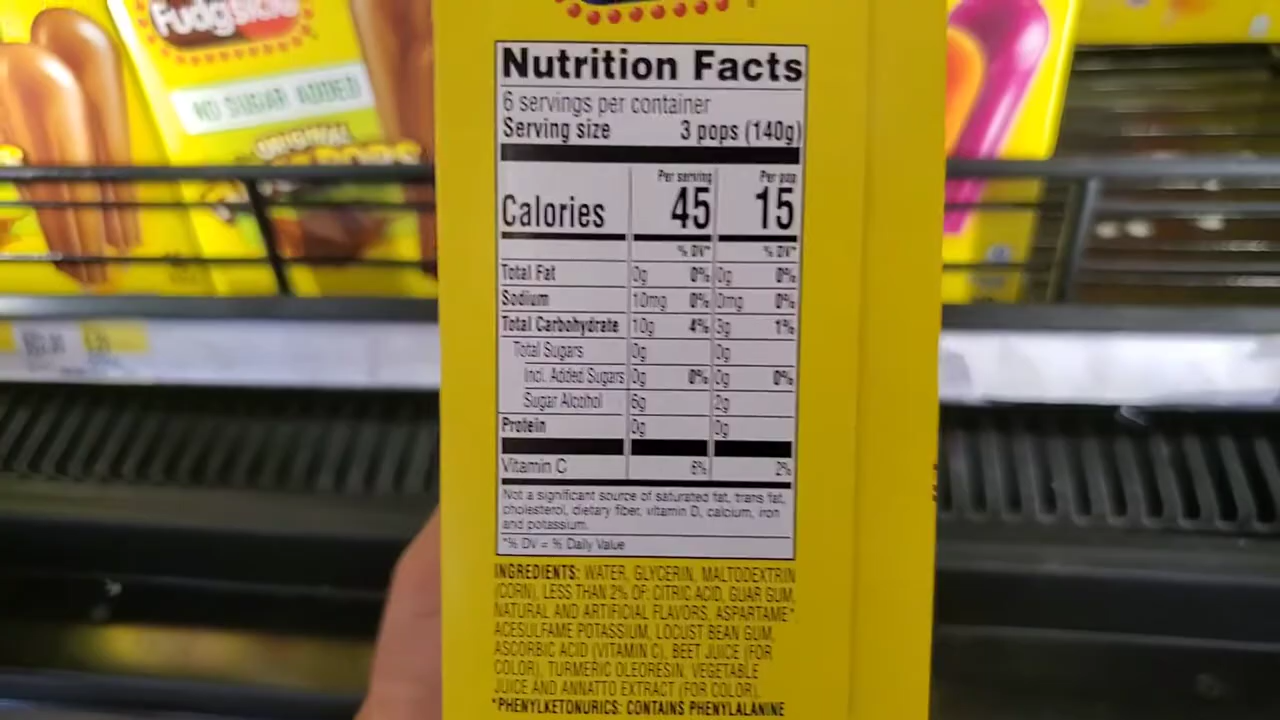 Fudgsicle
NO SUGAR ADDED
ORIGINAL
POPS
Nutrition Facts
6 servings per container
Serving size 3 pops (140g)
Per serving Per pop
Calories 45 15
% DV* % DV*
Total Fat 0g 0% 0g 0%
Sodium 10mg 0% 0mg 0%
Total Carbohydrate 10g 4% 3g 1%
Total Sugars 0g 0g
Incl. Added Sugars 0g 0% 0g 0%
Sugar Alcohol 6g 2g
Protein 0g 0g
Vitamin C 6% 2%
Not a significant source of saturated fat, trans fat,
cholesterol, dietary fiber, vitamin D, calcium, iron
and potassium.
*% DV = % Daily Value
INGREDIENTS: WATER, GLYCERIN, MALTODEXTRIN
(CORN), LESS THAN 2% OF: CITRIC ACID, GUAR GUM,
NATURAL AND ARTIFICIAL FLAVORS, ASPARTAME*,
ACESULFAME POTASSIUM, LOCUST BEAN GUM,
ASCORBIC ACID (VITAMIN C), BEET JUICE (FOR
COLOR), TURMERIC OLEORESIN, VEGETABLE
JUICE AND ANNATTO EXTRACT (FOR COLOR).
*PHENYLKETONURICS: CONTAINS PHENYLALANINE